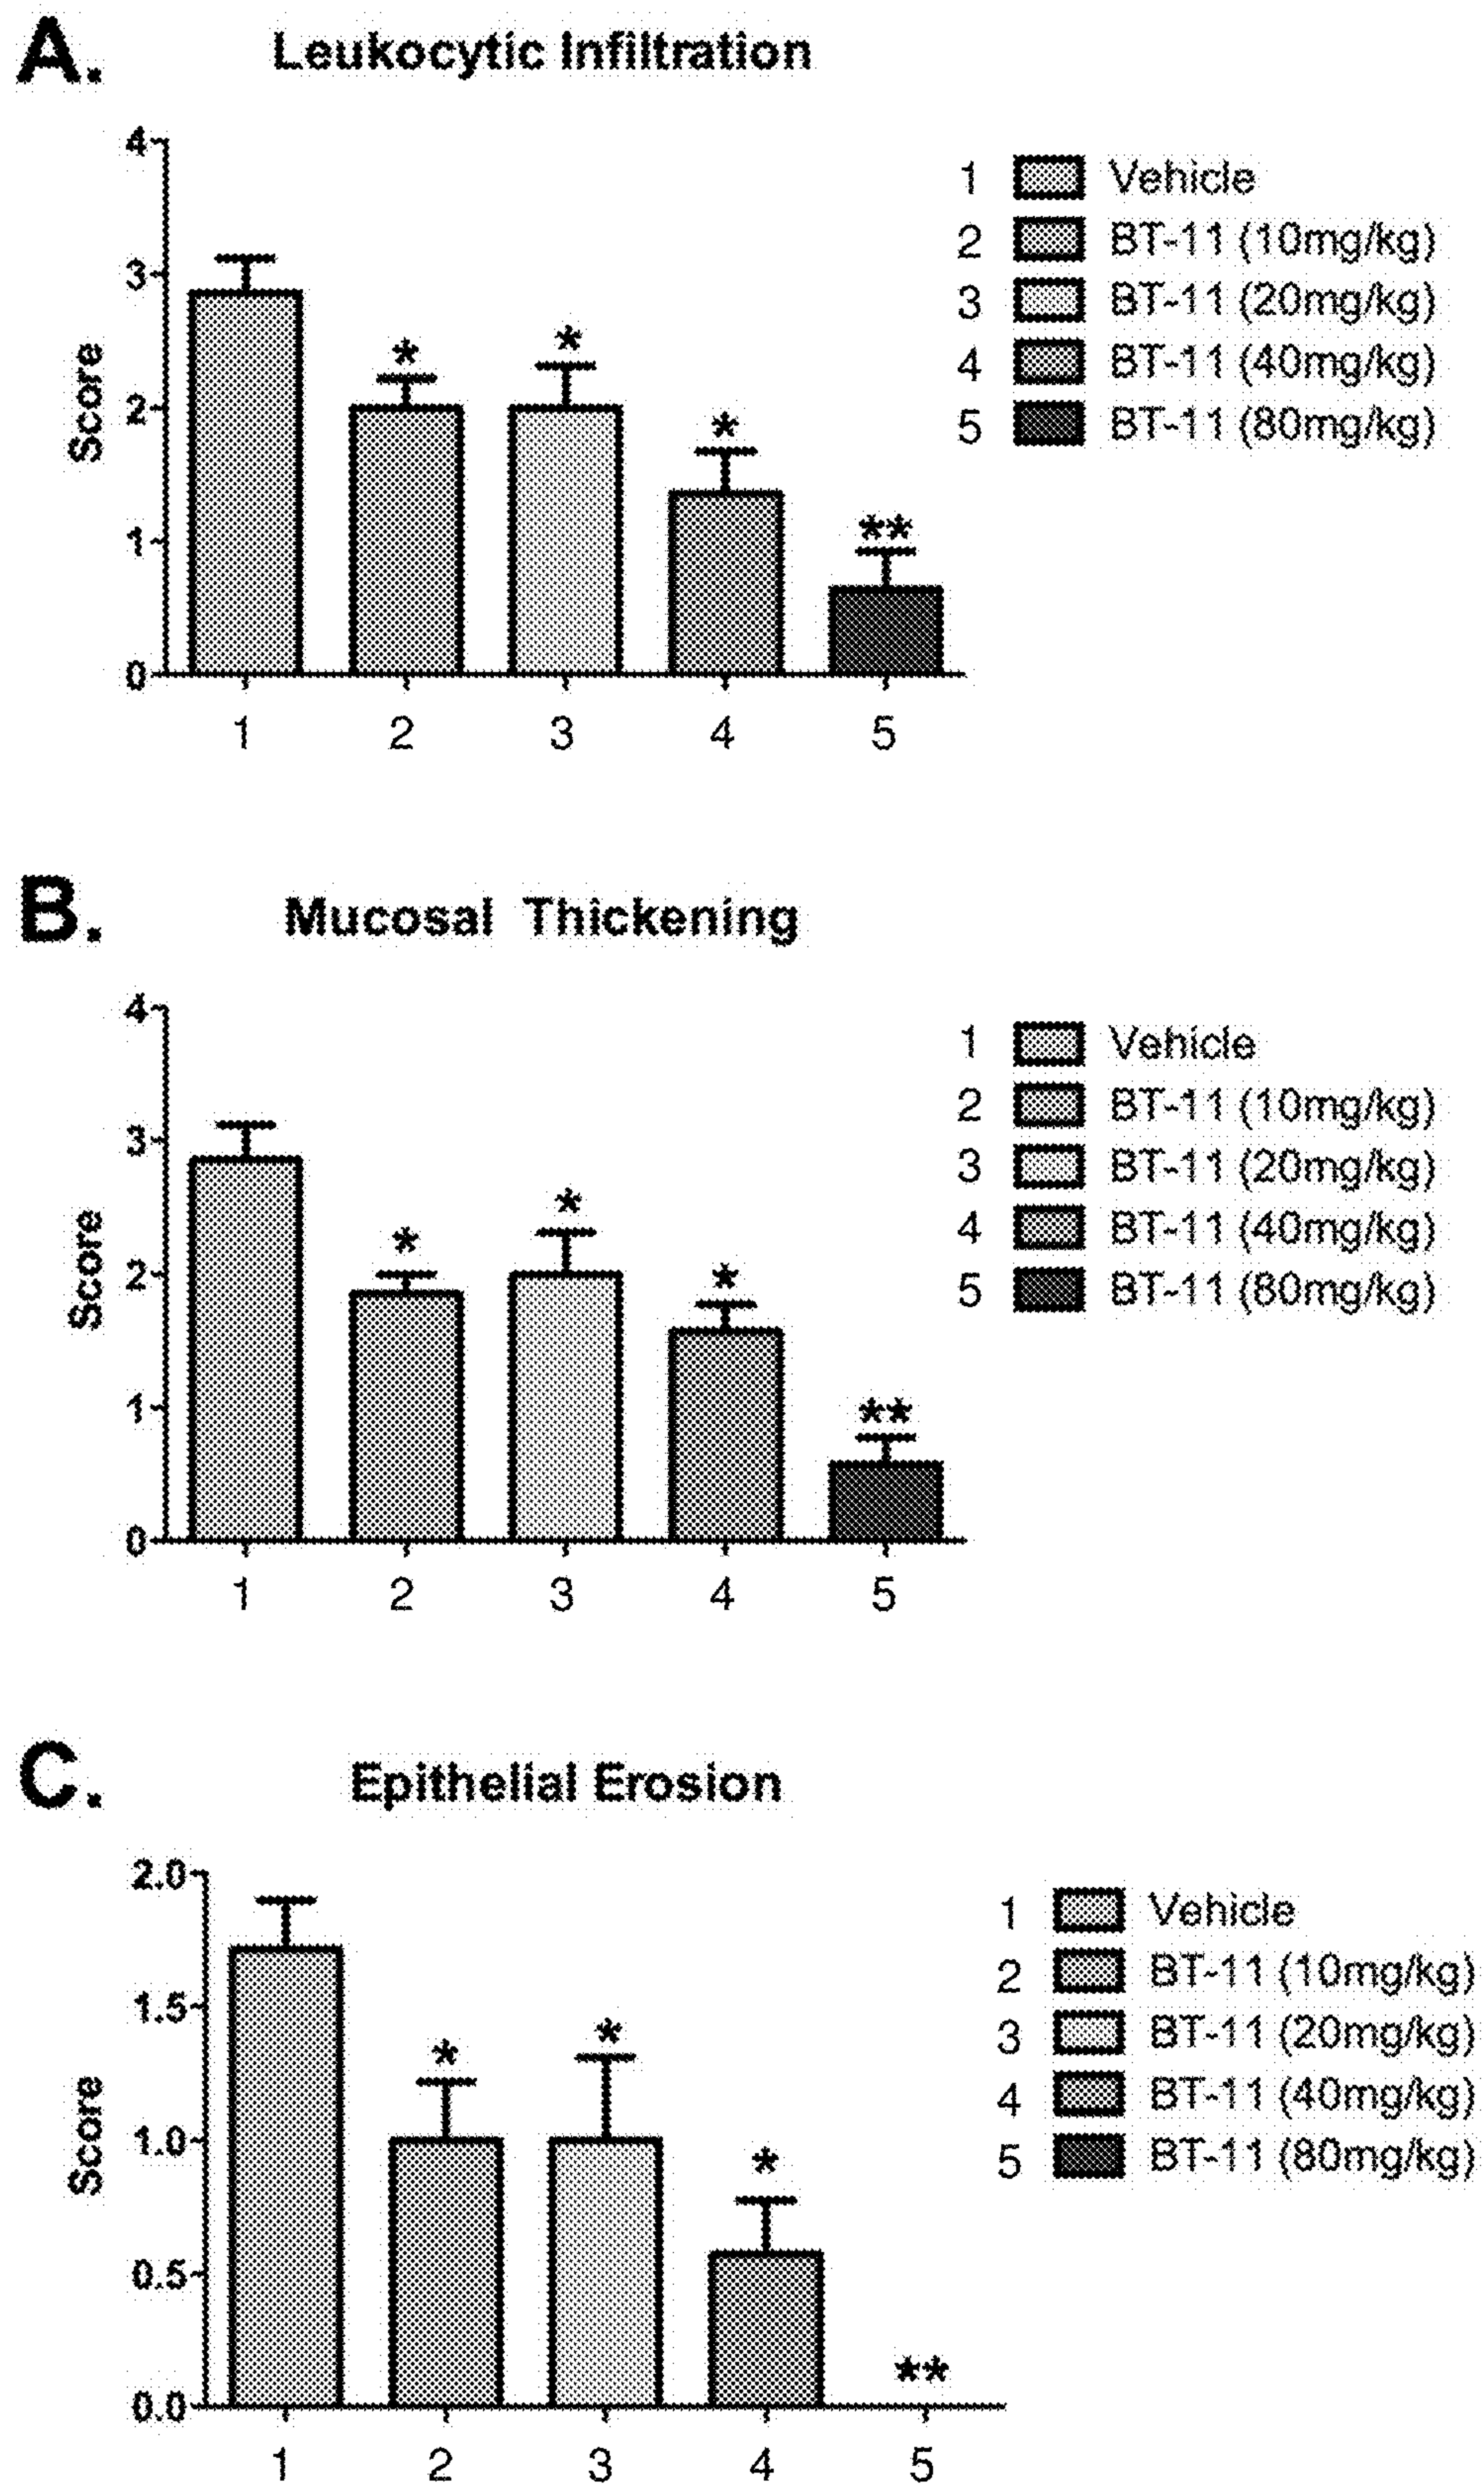 A. Leukocytic Infiltration
4
3
2
1
0
Score
* * * **
1 2 3 4 5
1 Vehicle
2 BT-11 (10mg/kg)
3 BT-11 (20mg/kg)
4 BT-11 (40mg/kg)
5 BT-11 (80mg/kg)
B. Mucosal Thickening
4
3
2
1
0
Score
* * * **
1 2 3 4 5
1 Vehicle
2 BT-11 (10mg/kg)
3 BT-11 (20mg/kg)
4 BT-11 (40mg/kg)
5 BT-11 (80mg/kg)
C. Epithelial Erosion
2.0
1.5
1.0
0.5
0.0
Score
* * * **
1 2 3 4 5
1 Vehicle
2 BT-11 (10mg/kg)
3 BT-11 (20mg/kg)
4 BT-11 (40mg/kg)
5 BT-11 (80mg/kg)